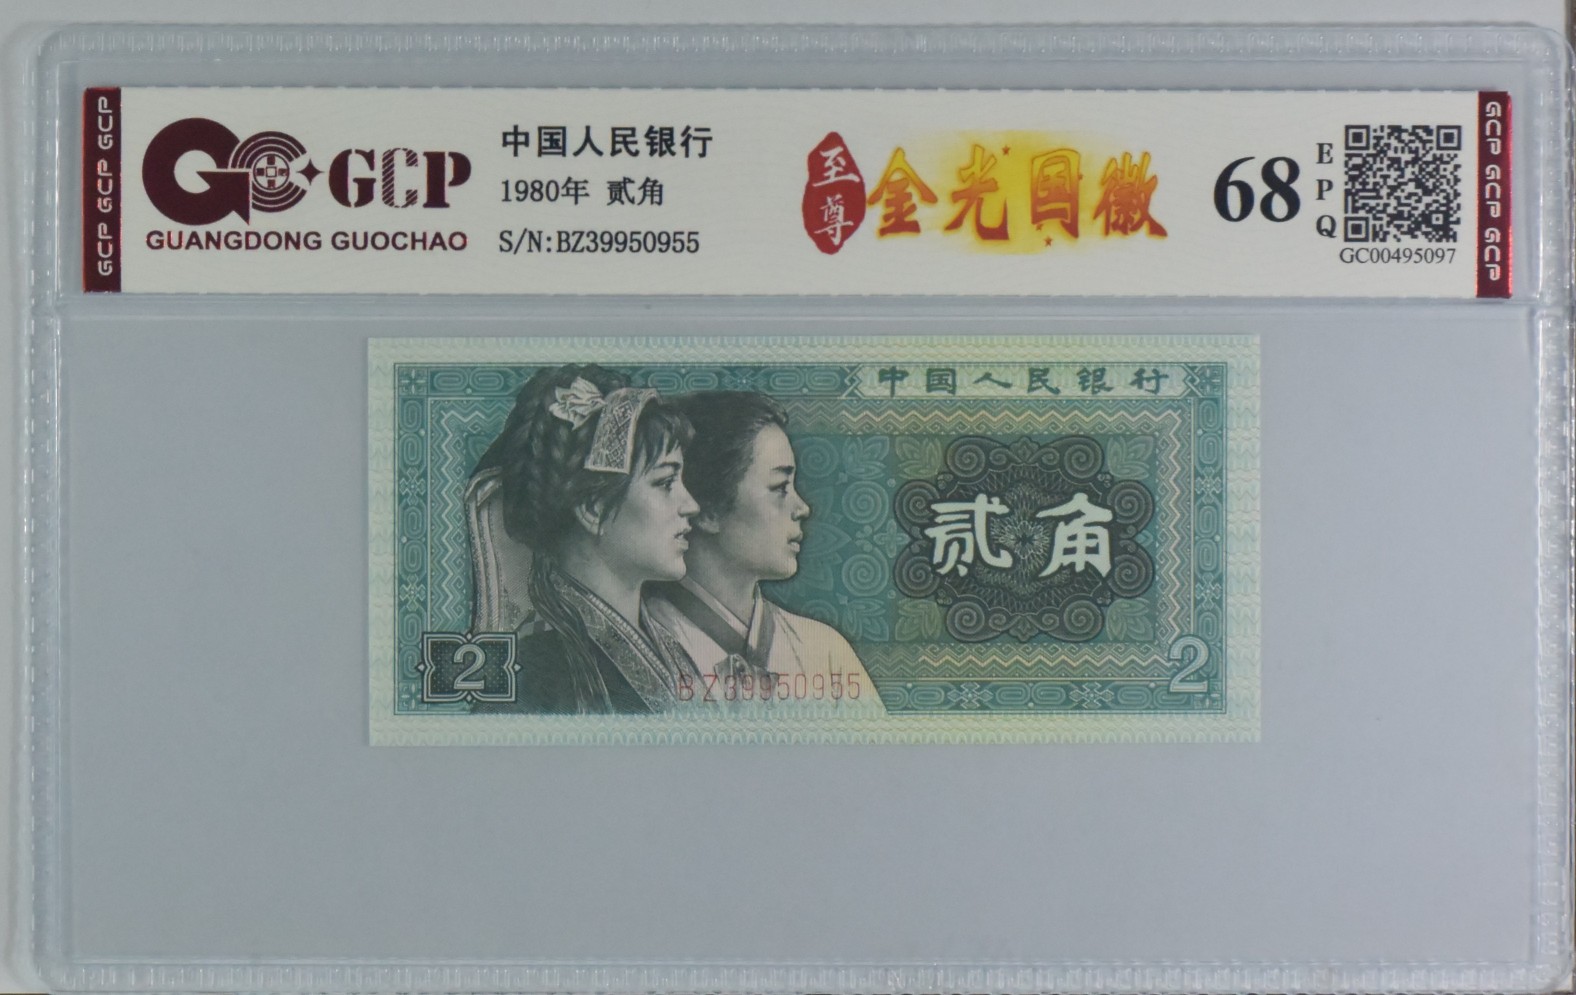 GCP GCP GCP
GCP
GUANGDONG GUOCHAO
中国人民银行
1980年 贰角
S/N:BZ39950955
至尊
金光国徽
68
EPQ
GC00495097
GCP GCP GCP
中国人民银行
贰角
2
2
BZ39950955